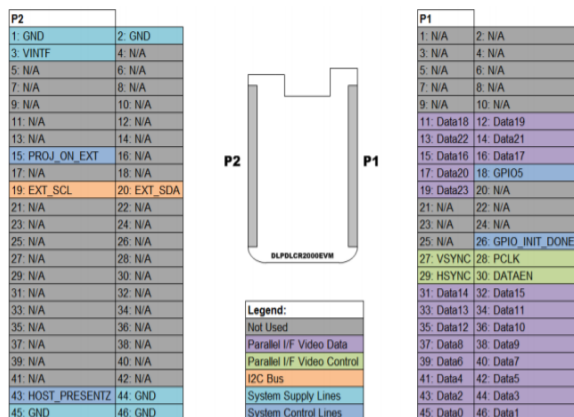 P2
1: GND 2: GND
3: VINTF 4: N/A
5: N/A 6: N/A
7: N/A 8: N/A
9: N/A 10: N/A
11: N/A 12: N/A
13: N/A 14: N/A
15: PROJ_ON_EXT 16: N/A
17: N/A 18: N/A
19: EXT_SCL 20: EXT_SDA
21: N/A 22: N/A
23: N/A 24: N/A
25: N/A 26: N/A
27: N/A 28: N/A
29: N/A 30: N/A
31: N/A 32: N/A
33: N/A 34: N/A
35: N/A 36: N/A
37: N/A 38: N/A
39: N/A 40: N/A
41: N/A 42: N/A
43: HOST_PRESENTZ 44: GND
45: GND 46: GND
P2 P1
DLPDLCR2000EVM
Legend:
Not Used
Parallel I/F Video Data
Parallel I/F Video Control
I2C Bus
System Supply Lines
System Control Lines
P1
1: N/A 2: N/A
3: N/A 4: N/A
5: N/A 6: N/A
7: N/A 8: N/A
9: N/A 10: N/A
11: Data18 12: Data19
13: Data22 14: Data21
15: Data16 16: Data17
17: Data20 18: GPIO5
19: Data23 20: N/A
21: N/A 22: N/A
23: N/A 24: N/A
25: N/A 26: GPIO_INIT_DONE
27: VSYNC 28: PCLK
29: HSYNC 30: DATAEN
31: Data14 32: Data15
33: Data13 34: Data11
35: Data12 36: Data10
37: Data8 38: Data9
39: Data6 40: Data7
41: Data4 42: Data5
43: Data2 44: Data3
45: Data0 46: Data1